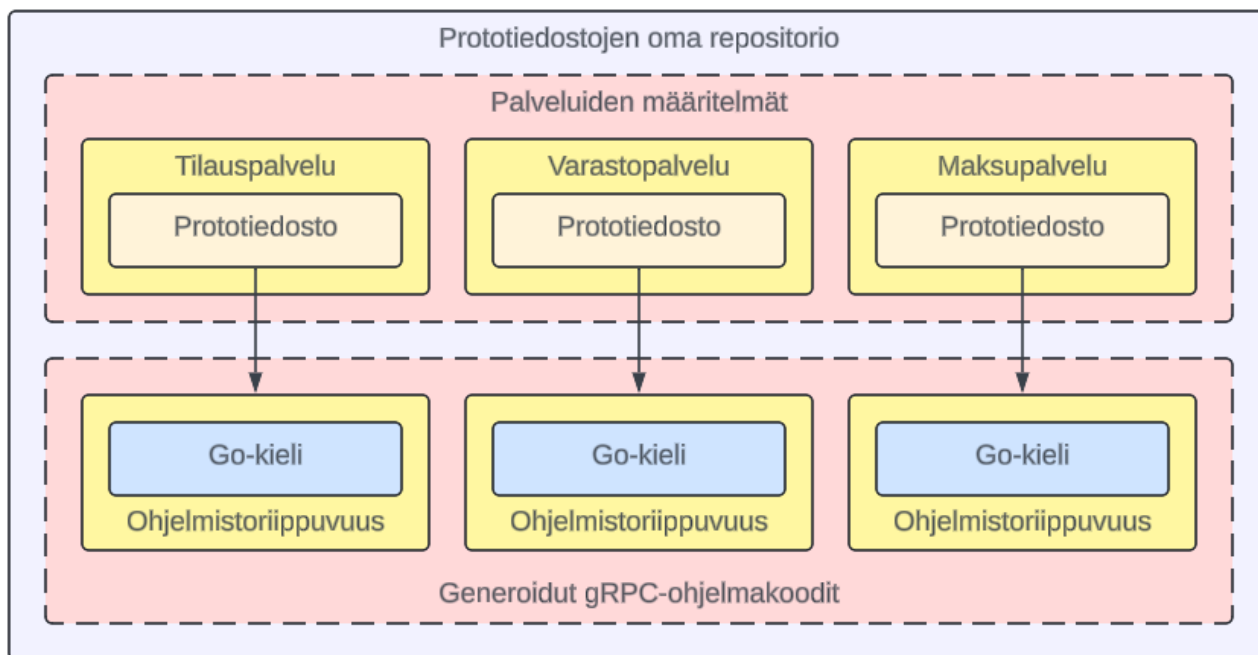 Prototiedostojen oma repositorio
Palveluiden määritelmät
Tilauspalvelu
Varastopalvelu
Maksupalvelu
Prototiedosto
Prototiedosto
Prototiedosto
Go-kieli
Go-kieli
Go-kieli
Ohjelmistoriippuvuus
Ohjelmistoriippuvuus
Ohjelmistoriippuvuus
Generoidut gRPC-ohjelmakoodit